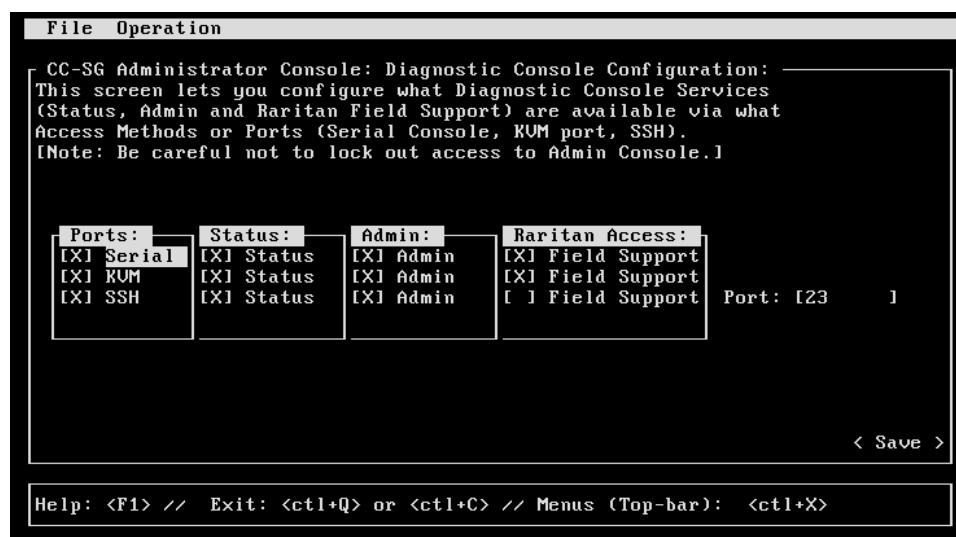 File Operation
CC-SG Administrator Console: Diagnostic Console Configuration:
This screen lets you configure what Diagnostic Console Services
(Status, Admin and Raritan Field Support) are available via what
Access Methods or Ports (Serial Console, KVM port, SSH).
[Note: Be careful not to lock out access to Admin Console.]
Ports: Status: Admin: Raritan Access:
[X] Serial [X] Status [X] Admin [X] Field Support
[X] KVM [X] Status [X] Admin [X] Field Support
[X] SSH [X] Status [X] Admin [ ] Field Support Port: [23 ]
< Save >
Help: <F1> // Exit: <ctl+Q> or <ctl+C> // Menus (Top-bar): <ctl+X>